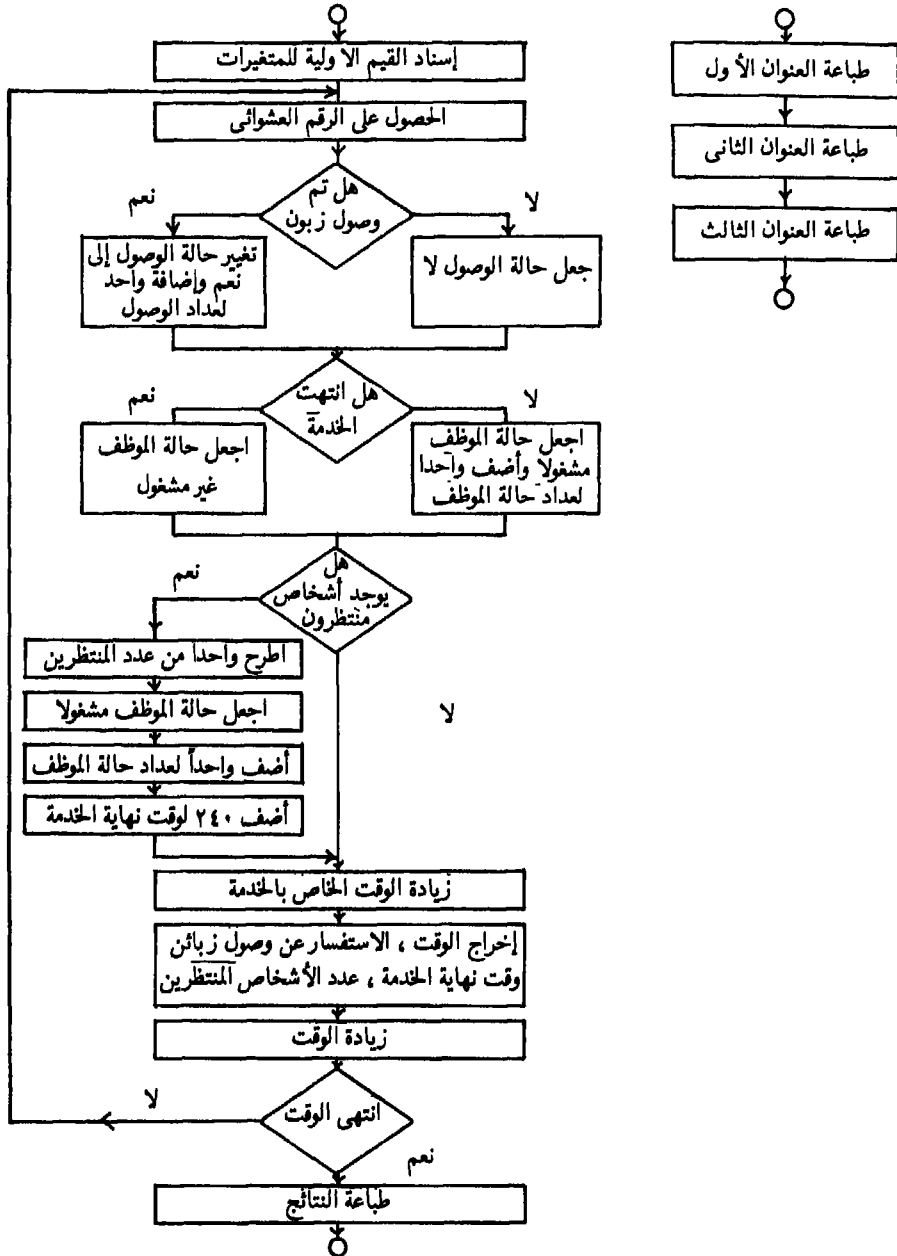 إسناد القيم الاولية للمتغيرات
الحصول على الرقم العشوائى
هل تم
وصول زبون
نعم
لا
تغيير حالة الوصول إلى
نعم وإضافة واحد
لعداد الوصول
جعل حالة الوصول لا
هل انتهت
الخدمة
نعم
لا
اجعل حالة الموظف
غير مشغول
اجعل حالة الموظف
مشغولا وأضف واحدا
لعداد حالة الموظف
هل
يوجد أشخاص
منتظرون
نعم
لا
اطرح واحدا من عدد المنتظرين
اجعل حالة الموظف مشغولا
أضف واحداً لعداد حالة الموظف
أضف ٢٤٠ لوقت نهاية الخدمة
زيادة الوقت الخاص بالخدمة
إخراج الوقت ، الاستفسار عن وصول زبائن
وقت نهاية الخدمة ، عدد الأشخاص المنتظرين
زيادة الوقت
انتهى الوقت
لا
نعم
طباعة النتائج
طباعة العنوان الأول
طباعة العنوان الثانى
طباعة العنوان الثالث